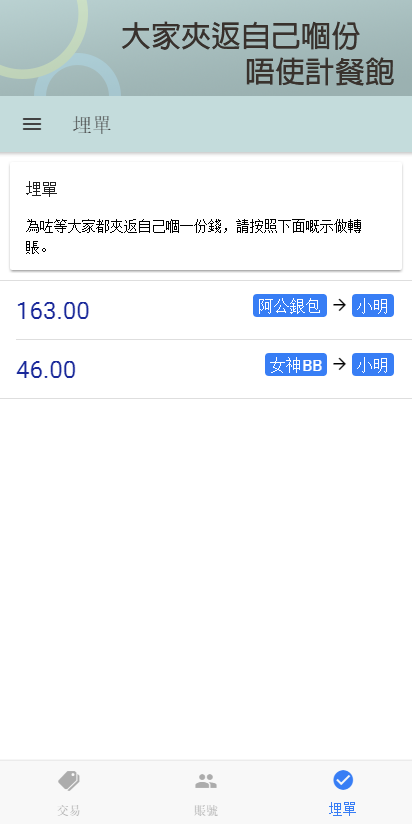 大家夾返自己嗰份
唔使計餐飽
埋單
埋單
為咗等大家都夾返自己嗰一份錢，請按照下面嘅示做轉
賬。
163.00 阿公銀包 → 小明
46.00 女神BB → 小明
交易 賬號 埋單